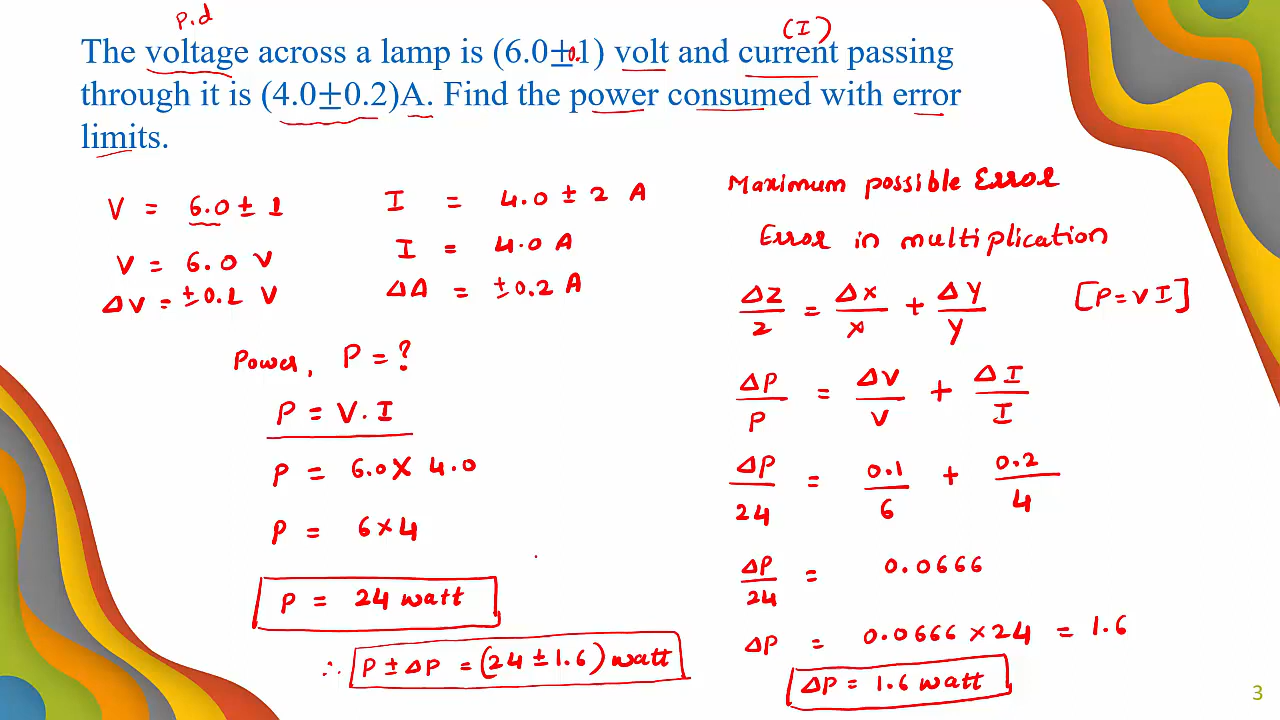 P.d
(I)
The voltage across a lamp is (6.0±0.1) volt and current passing
through it is (4.0±0.2)A. Find the power consumed with error
limits.
V = 6.0 ± 1
V = 6.0 V
ΔV = ±0.1 V
I = 4.0 ± 2 A
I = 4.0 A
ΔA = ±0.2 A
Power, P = ?
P = V.I
P = 6.0 × 4.0
P = 6×4
P = 24 watt
∴ P ± ΔP = (24 ± 1.6) watt
Maximum possible Error
Error in multiplication
ΔZ/Z = ΔX/X + ΔY/Y [P = V I]
ΔP/P = ΔV/V + ΔI/I
ΔP/24 = 0.1/6 + 0.2/4
ΔP/24 = 0.0666
ΔP = 0.0666 × 24 = 1.6
ΔP = 1.6 watt
3